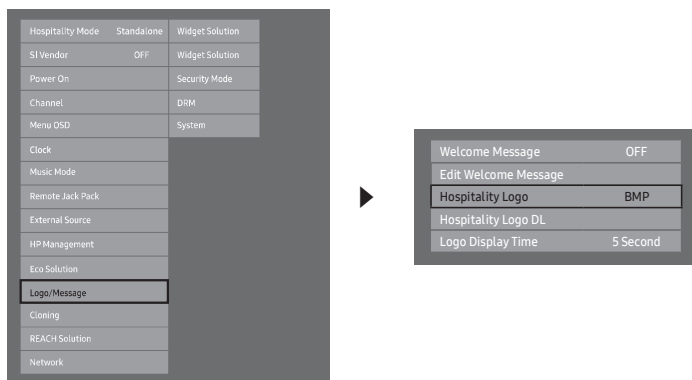 Hospitality Mode Standalone Widget Solution
SI Vendor OFF Widget Solution
Power On Security Mode
Channel DRM
Menu OSD System
Clock
Music Mode
Remote Jack Pack
External Source
HP Management
Eco Solution
Logo/Message
Cloning
REACH Solution
Network
Welcome Message OFF
Edit Welcome Message
Hospitality Logo BMP
Hospitality Logo DL
Logo Display Time 5 Second